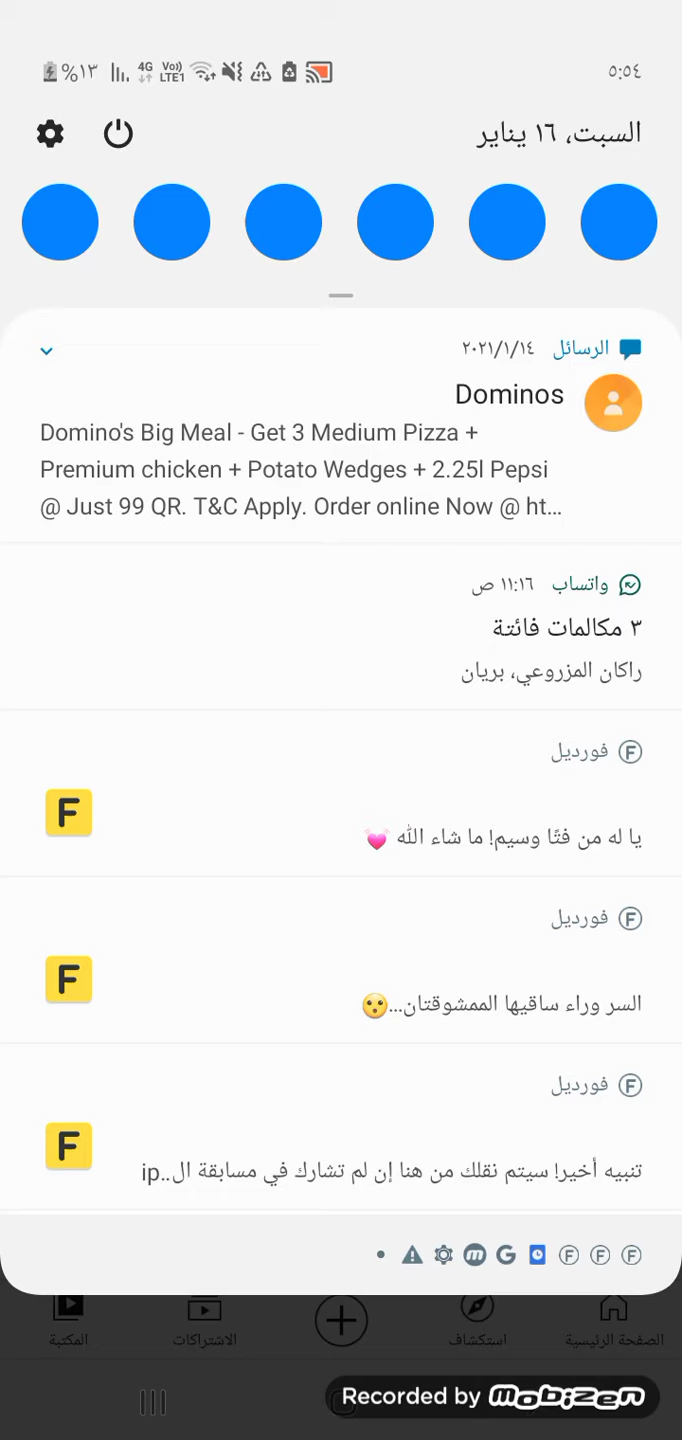 ٥:٥٤
%١٣
4G
Vo))
LTE1
السبت، ١٦ يناير
الرسائل ٢٠٢١/١/١٤
Dominos
Domino's Big Meal - Get 3 Medium Pizza +
Premium chicken + Potato Wedges + 2.25l Pepsi
@ Just 99 QR. T&C Apply. Order online Now @ ht...
واتساب ١١:١٦ ص
٣ مكالمات فائتة
راكان المزروعي، بريان
F فورديل
F
يا له من فتًا وسيم! ما شاء الله 💓
F فورديل
F
السر وراء ساقيها الممشوقتان...😯
F فورديل
F
تنبيه أخير! سيتم نقلك من هنا إن لم تشارك في مسابقة ال..ip
F F F G m
الصفحة الرئيسية
استكشاف
الاشتراكات
المكتبة
Recorded by mobizen